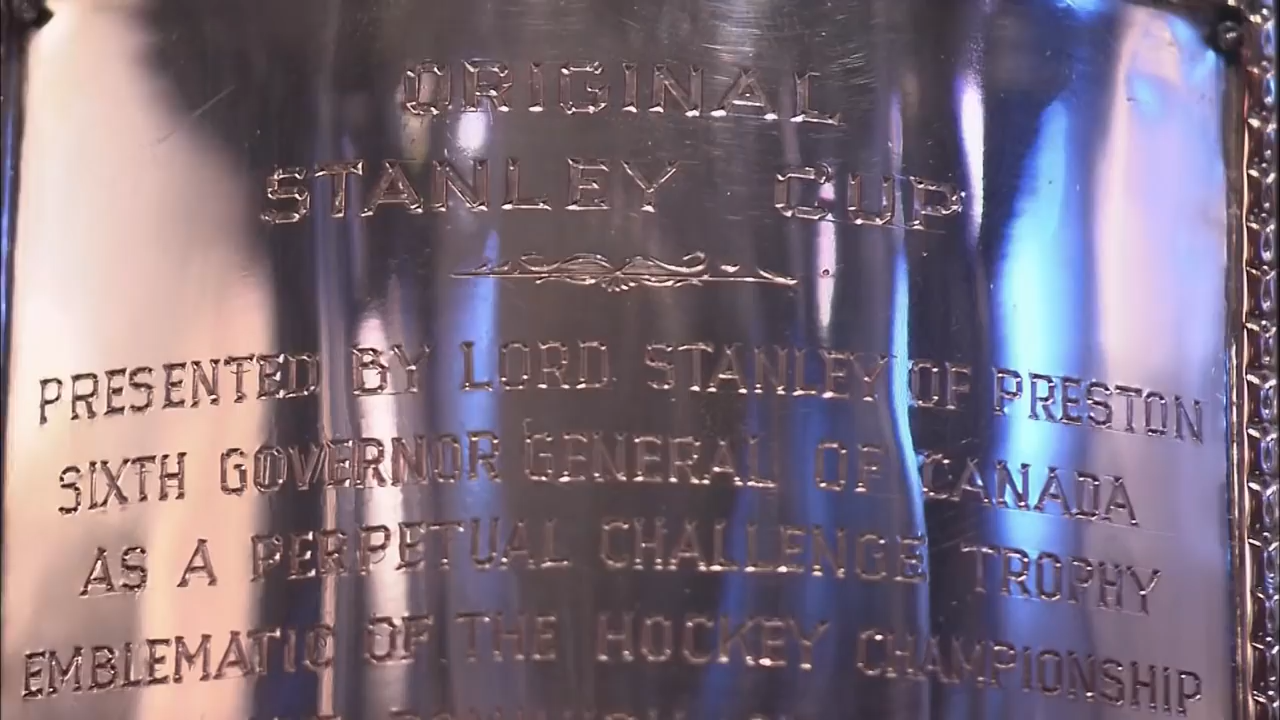 ORIGINAL
STANLEY CUP
PRESENTED BY LORD STANLEY OF PRESTON
SIXTH GOVERNOR GENERAL OF CANADA
AS A PERPETUAL CHALLENGE TROPHY
EMBLEMATIC OF THE HOCKEY CHAMPIONSHIP